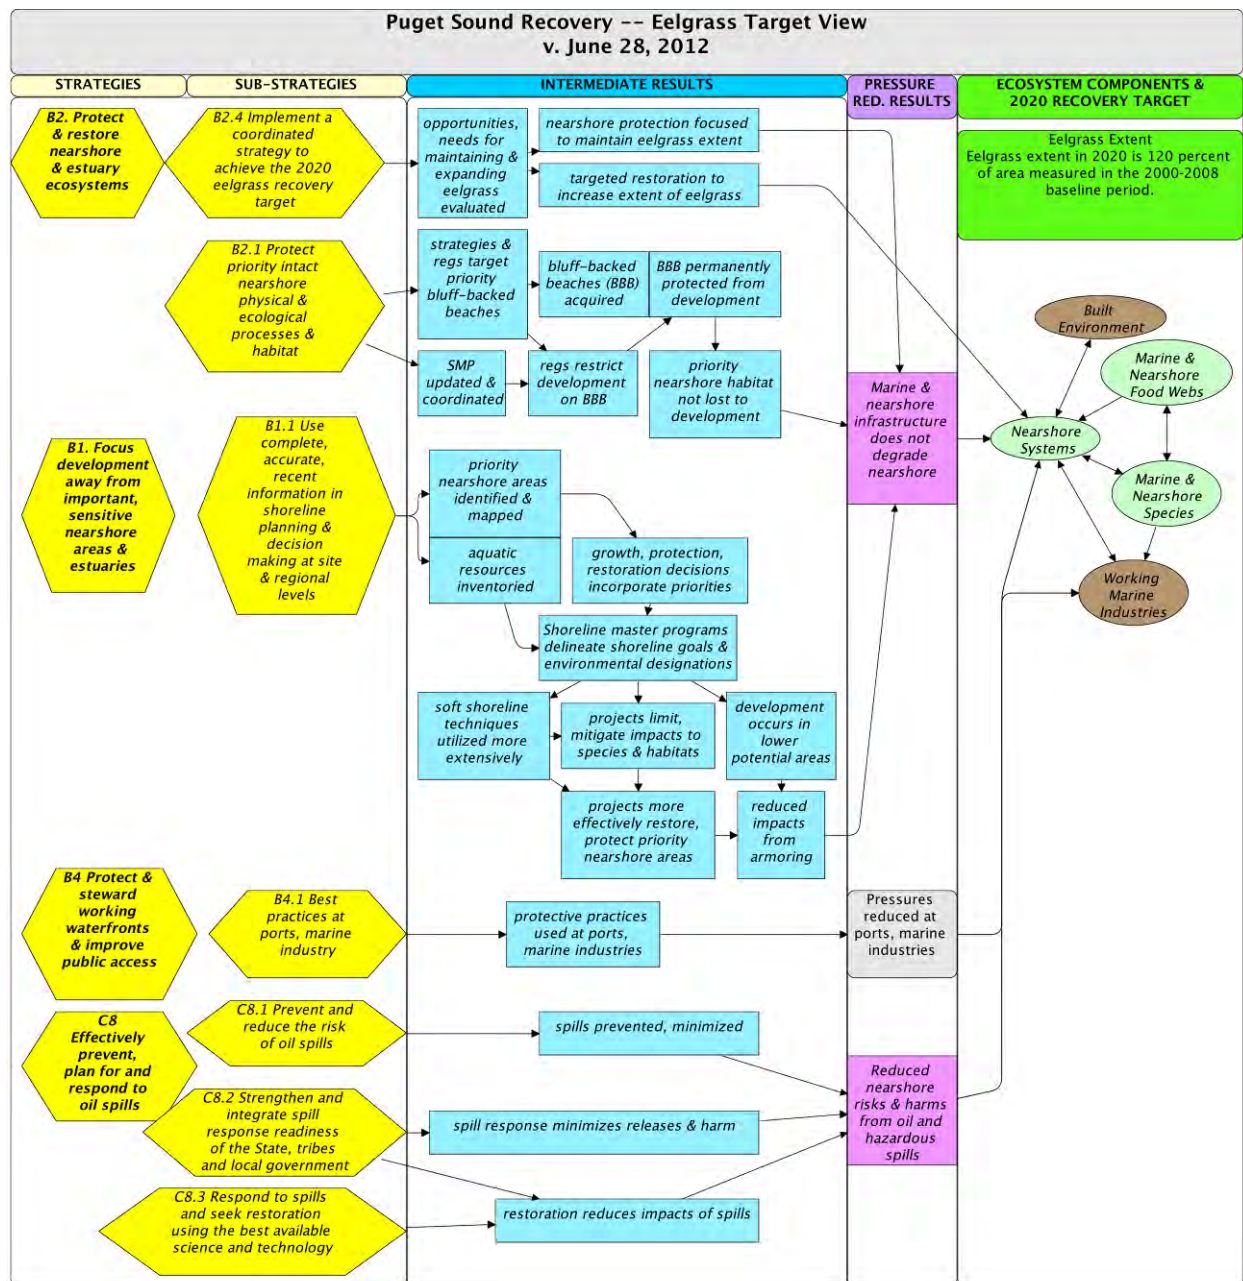 Puget Sound Recovery -- Eelgrass Target View
v. June 28, 2012
STRATEGIES
SUB-STRATEGIES
INTERMEDIATE RESULTS
PRESSURE
RED. RESULTS
ECOSYSTEM COMPONENTS &
2020 RECOVERY TARGET
B2. Protect
& restore
nearshore
& estuary
ecosystems
B2.4 Implement a
coordinated
strategy to
achieve the 2020
eelgrass recovery
target
opportunities,
needs for
maintaining &
expanding
eelgrass
evaluated
nearshore protection focused
to maintain eelgrass extent
targeted restoration to
increase extent of eelgrass
Eelgrass Extent
Eelgrass extent in 2020 is 120 percent
of area measured in the 2000-2008
baseline period.
B2.1 Protect
priority intact
nearshore
physical &
ecological
processes &
habitat
strategies &
regs target
priority
bluff-backed
beaches
bluff-backed
beaches (BBB)
acquired
BBB permanently
protected from
development
SMP
updated &
coordinated
regs restrict
development
on BBB
priority
nearshore habitat
not lost to
development
Marine &
nearshore
infrastructure
does not
degrade
nearshore
Built
Environment
Marine &
Nearshore
Food Webs
Nearshore
Systems
Marine &
Nearshore
Species
Working
Marine
Industries
B1. Focus
development
away from
important,
sensitive
nearshore
areas &
estuaries
B1.1 Use
complete,
accurate,
recent
information in
shoreline
planning &
decision
making at site
& regional
levels
priority
nearshore areas
identified &
mapped
aquatic
resources
inventoried
growth, protection,
restoration decisions
incorporate priorities
Shoreline master programs
delineate shoreline goals &
environmental designations
soft shoreline
techniques
utilized more
extensively
projects limit,
mitigate impacts to
species & habitats
development
occurs in
lower
potential areas
projects more
effectively restore,
protect priority
nearshore areas
reduced
impacts
from
armoring
B4 Protect &
steward
working
waterfronts
& improve
public access
B4.1 Best
practices at
ports, marine
industry
protective practices
used at ports,
marine industries
Pressures
reduced at
ports, marine
industries
C8
Effectively
prevent,
plan for and
respond to
oil spills
C8.1 Prevent and
reduce the risk
of oil spills
spills prevented, minimized
C8.2 Strengthen and
integrate spill
response readiness
of the State, tribes
and local government
spill response minimizes releases & harm
Reduced
nearshore
risks & harms
from oil and
hazardous
spills
C8.3 Respond to spills
and seek restoration
using the best available
science and technology
restoration reduces impacts of spills